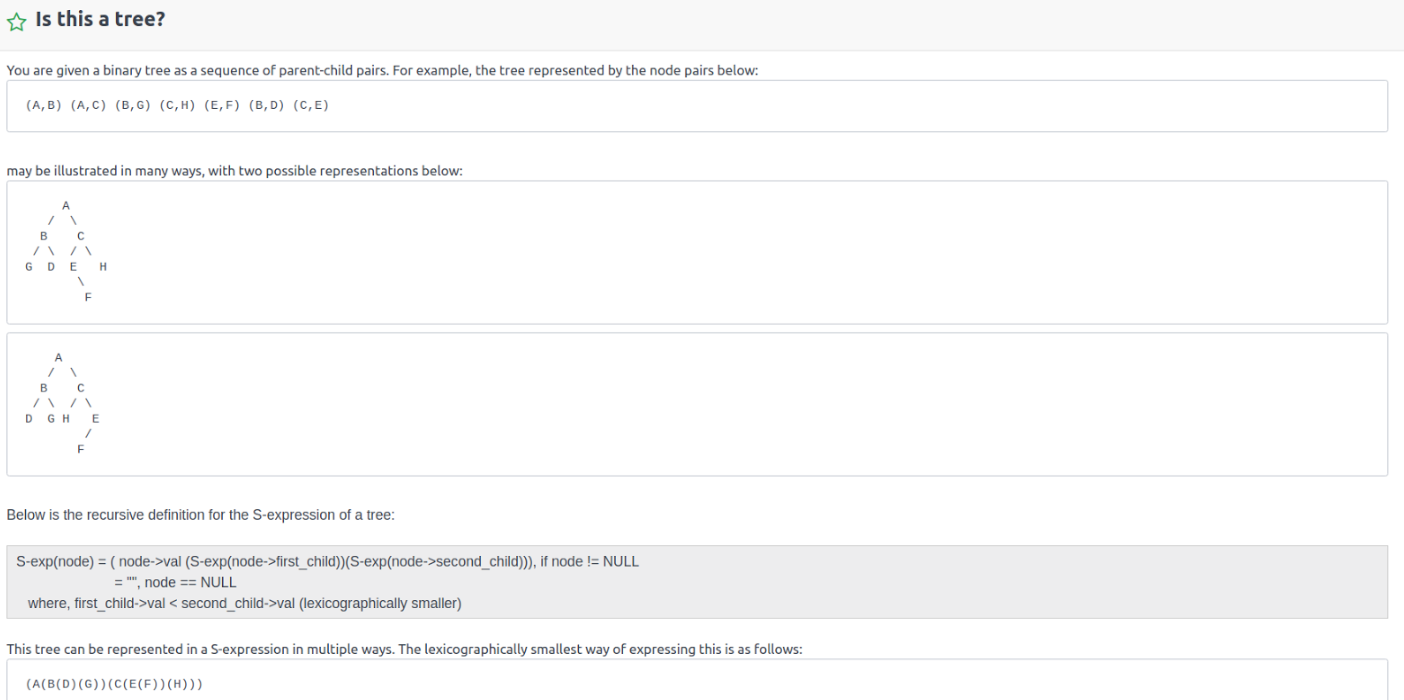 Is this a tree?
You are given a binary tree as a sequence of parent-child pairs. For example, the tree represented by the node pairs below:
(A,B) (A,C) (B,G) (C,H) (E,F) (B,D) (C,E)
may be illustrated in many ways, with two possible representations below:
     A
   / \
  B    C
 / \  / \
G  D  E   H
       \
        F
    A
   / \
  B    C
 / \  / \
D  G H   E
        /
       F
Below is the recursive definition for the S-expression of a tree:
S-exp(node) = ( node->val (S-exp(node->first_child))(S-exp(node->second_child))), if node != NULL
= "", node == NULL
where, first_child->val < second_child->val (lexicographically smaller)
This tree can be represented in a S-expression in multiple ways. The lexicographically smallest way of expressing this is as follows:
(A(B(D)(G))(C(E(F))(H)))